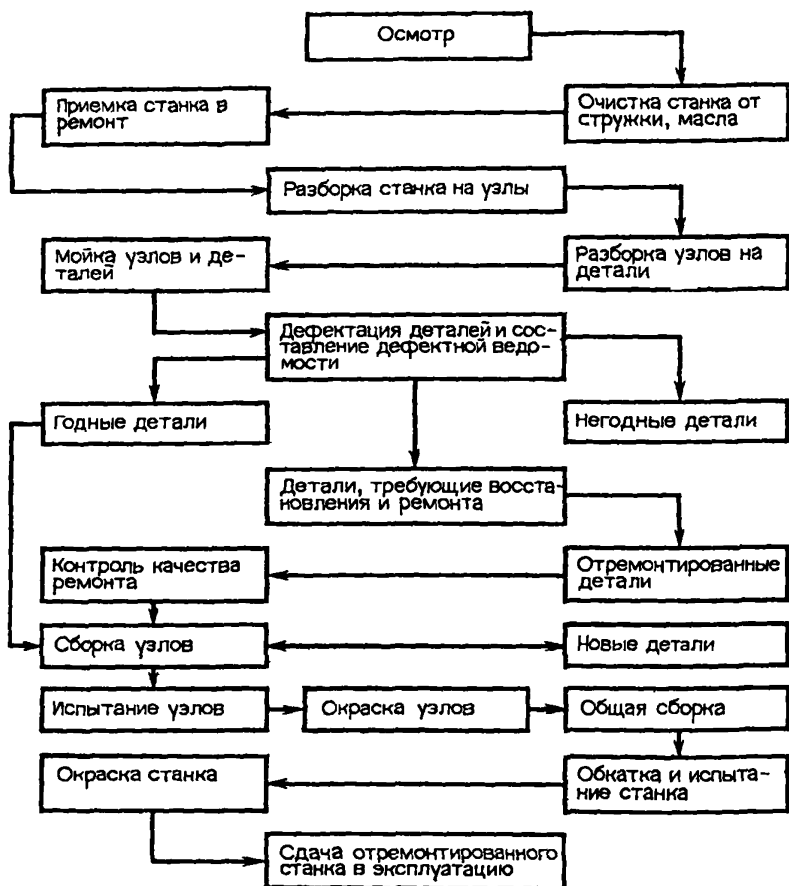 Осмотр
Приемка станка в
ремонт
Очистка станка от
стружки, масла
Разборка станка на узлы
Мойка узлов и де-
талей
Разборка узлов на
детали
Дефектация деталей и сос-
тавление дефектной ведо-
мости
Годные детали
Негодные детали
Детали, требующие восста-
новления и ремонта
Контроль качества
ремонта
Отремонтированные
детали
Сборка узлов
Новые детали
Испытание узлов
Окраска узлов
Общая сборка
Окраска станка
Обкатка и испыта-
ние станка
Сдача отремонтированного
станка в эксплуатацию